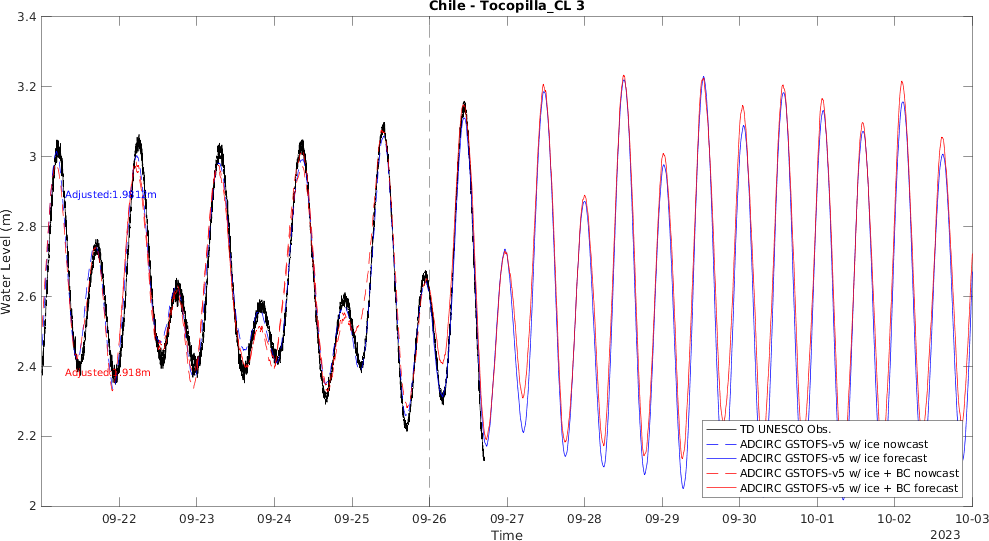 Chile - Tocopilla_CL 3
3.4
3.2
3
2.8
2.6
2.4
2.2
2
Water Level (m)
Adjusted:1.9812m
TD UNESCO Obs.
ADCIRC GSTOFS-v5 w/ ice nowcast
ADCIRC GSTOFS-v5 w/ ice forecast
ADCIRC GSTOFS-v5 w/ ice + BC nowcast
ADCIRC GSTOFS-v5 w/ ice + BC forecast
09-22
09-23
09-24
09-25
09-26
09-27
09-28
09-29
09-30
10-01
10-02
10-03
Time
2023